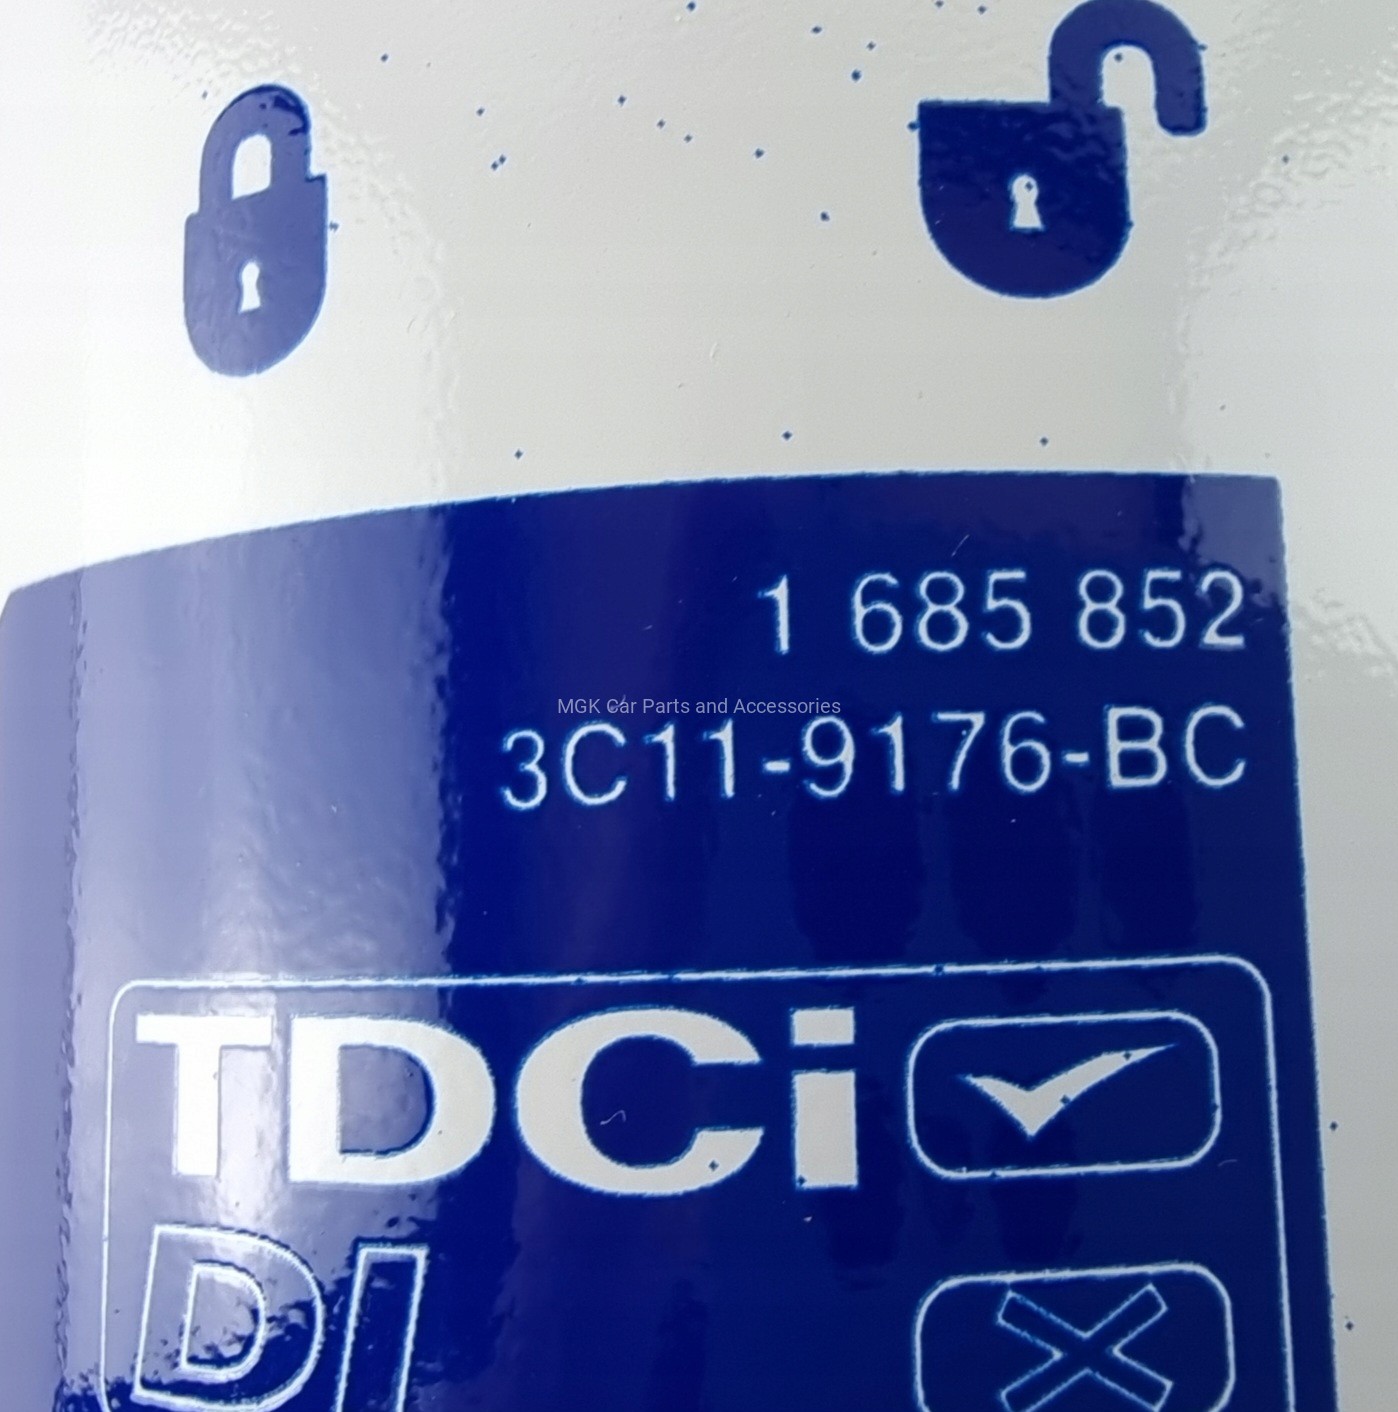 1 685 852
MGK Car Parts and Accessories
3C11-9176-BC
TDCi
DI